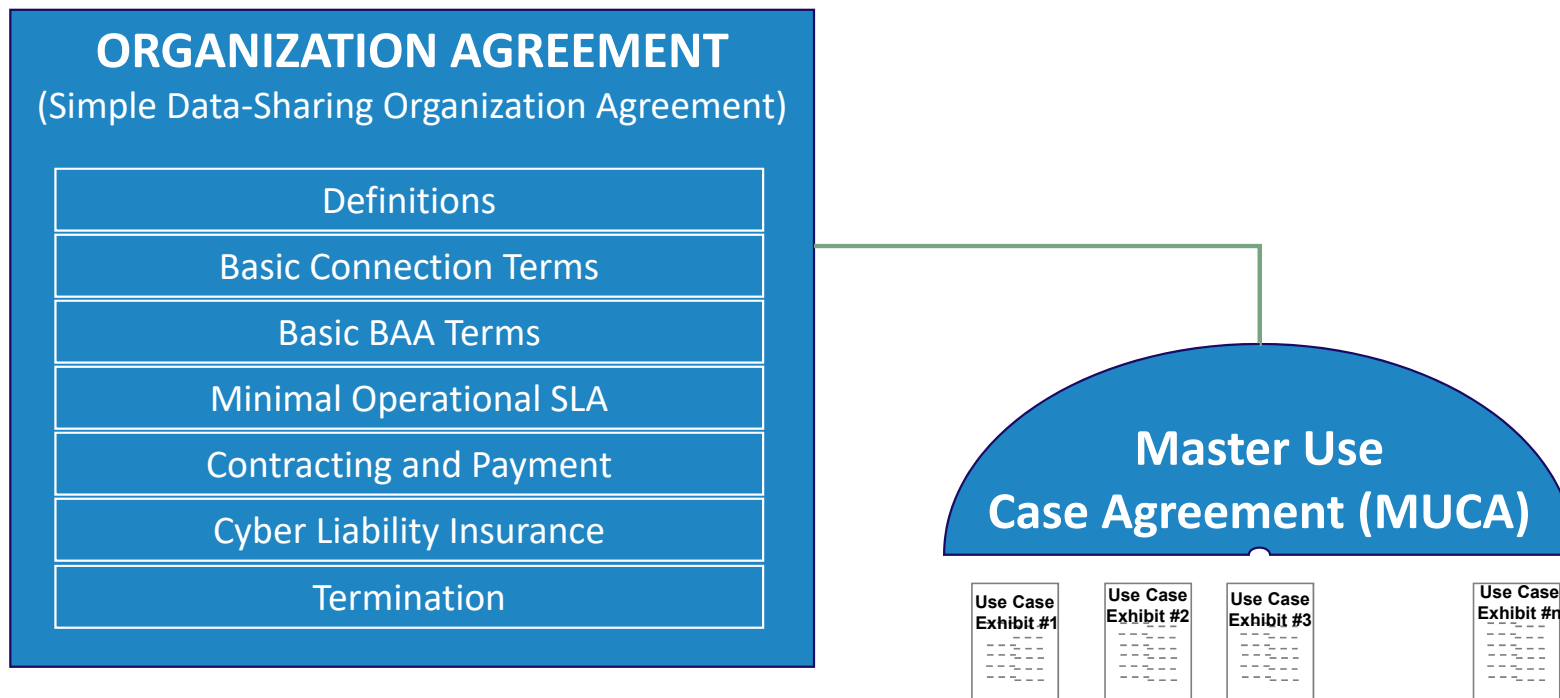 ORGANIZATION AGREEMENT
(Simple Data-Sharing Organization Agreement)
Definitions
Basic Connection Terms
Basic BAA Terms
Minimal Operational SLA
Contracting and Payment
Cyber Liability Insurance
Termination
Master Use
Case Agreement (MUCA)
Use Case
Exhibit #1
Use Case
Exhibit #2
Use Case
Exhibit #3
Use Case
Exhibit #n